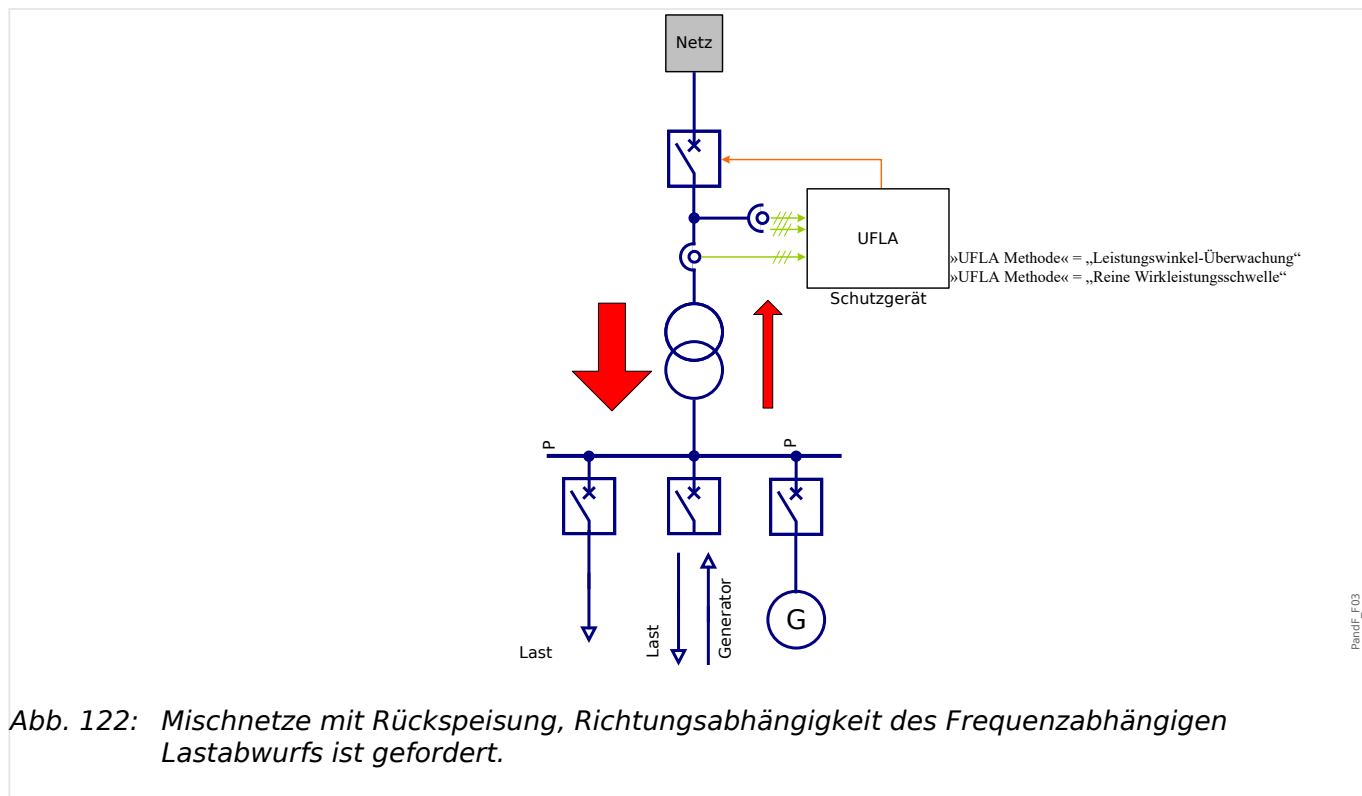 Netz
UFLA
»UFLA Methode« = „Leistungswinkel-Überwachung“
»UFLA Methode« = „Reine Wirkleistungsschwelle“
Schutzgerät
P
P
Last
Last
Generator
G
PandF_F03
Abb. 122: Mischnetze mit Rückspeisung, Richtungsabhängigkeit des Frequenzabhängigen
Lastabwurfs ist gefordert.